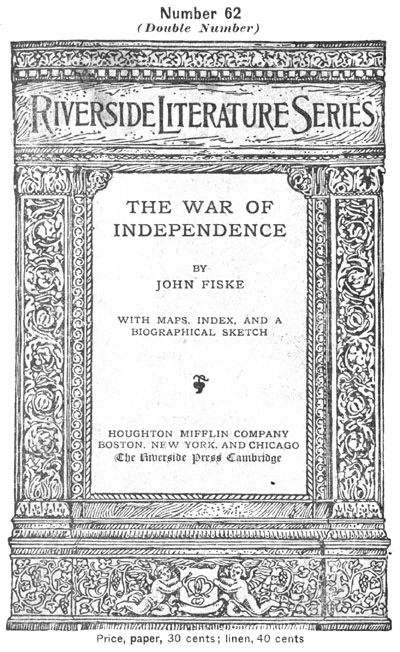 Number 62
(Double Number)
RIVERSIDE LITERATURE SERIES
THE WAR OF
INDEPENDENCE
BY
JOHN FISKE
WITH MAPS, INDEX, AND A
BIOGRAPHICAL SKETCH
HOUGHTON MIFFLIN COMPANY
BOSTON, NEW YORK, AND CHICAGO
The Riverside Press Cambridge
Price, paper, 30 cents; linen, 40 cents